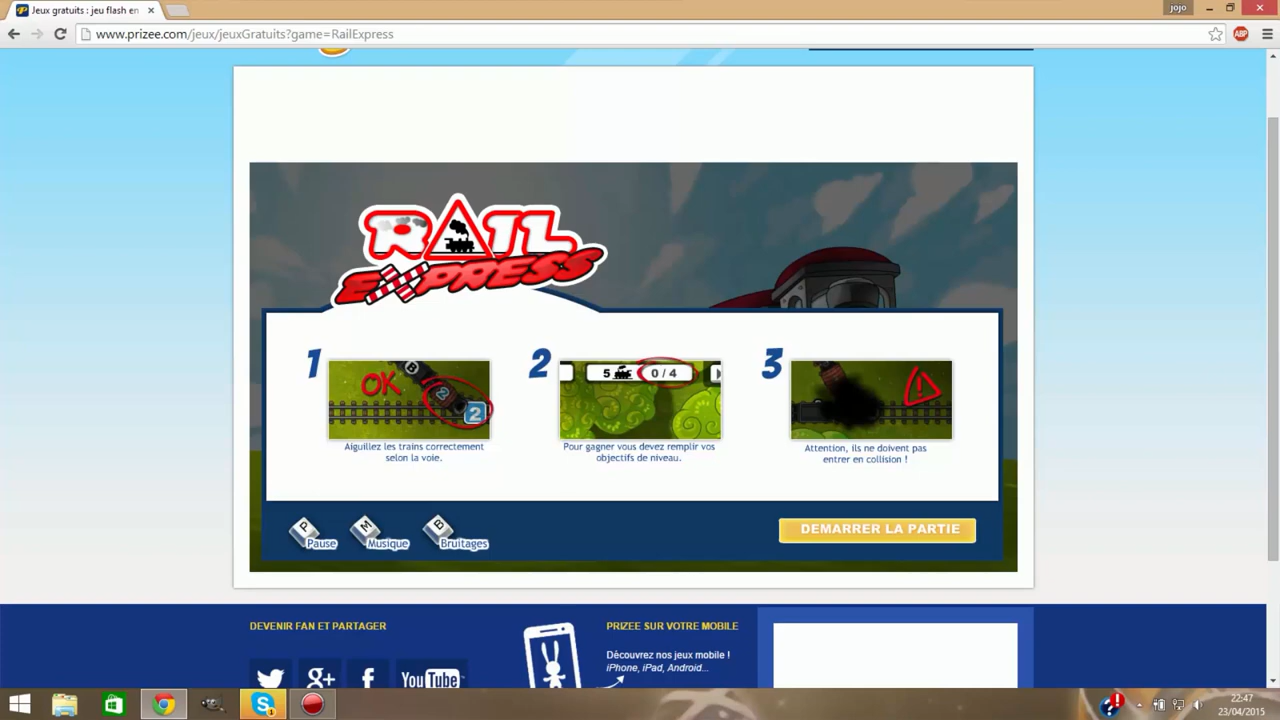 Jeux gratuits : jeu flash en
jojo
www.prizee.com/jeux/jeuxGratuits?game=RailExpress
ABP
RAIL
EXPRESS
1
2
3
B
OK
2
2
5
0 / 4
!
Aiguillez les trains correctement
selon la voie.
Pour gagner vous devez remplir vos
objectifs de niveau.
Attention, ils ne doivent pas
entrer en collision !
P
Pause
M
Musique
B
Bruitages
DEMARRER LA PARTIE
DEVENIR FAN ET PARTAGER
PRIZEE SUR VOTRE MOBILE
Découvrez nos jeux mobile !
iPhone, iPad, Android...
g+
f
YouTube
22:47
23/04/2015